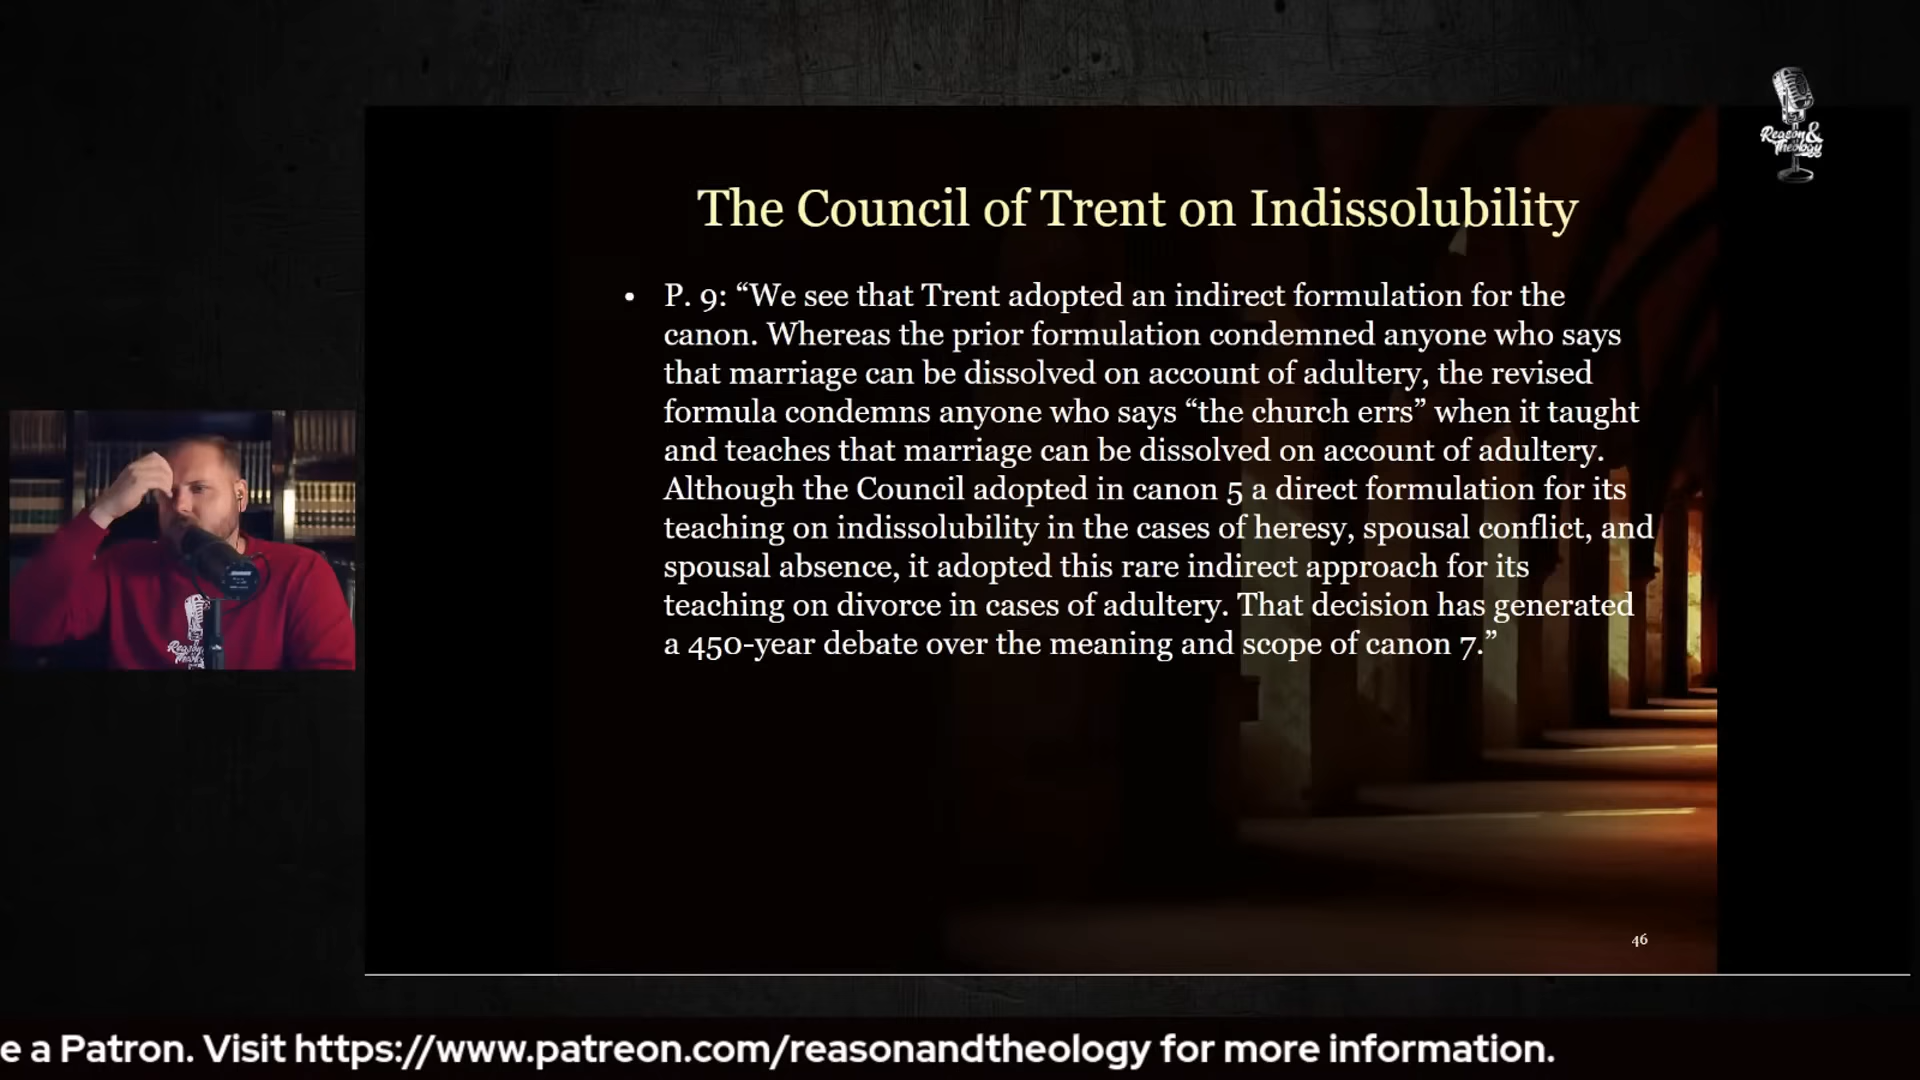 Reason &
Theology
The Council of Trent on Indissolubility
• P. 9: “We see that Trent adopted an indirect formulation for the
canon. Whereas the prior formulation condemned anyone who says
that marriage can be dissolved on account of adultery, the revised
formula condemns anyone who says “the church errs” when it taught
and teaches that marriage can be dissolved on account of adultery.
Although the Council adopted in canon 5 a direct formulation for its
teaching on indissolubility in the cases of heresy, spousal conflict, and
spousal absence, it adopted this rare indirect approach for its
teaching on divorce in cases of adultery. That decision has generated
a 450-year debate over the meaning and scope of canon 7.”
46
e a Patron. Visit https://www.patreon.com/reasonandtheology for more information.